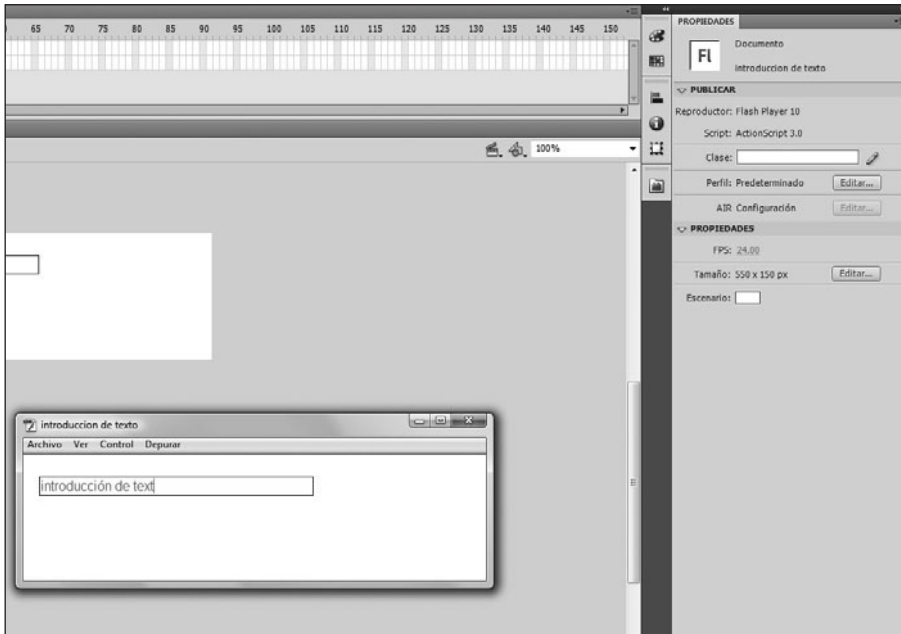 65 70 75 80 85 90 95 100 105 110 115 120 125 130 135 140 145 150
100%
introduccion de texto
Archivo Ver Control Depurar
introducción de text
PROPIEDADES
Fl
Documento
introduccion de texto
PUBLICAR
Reproductor: Flash Player 10
Script: ActionScript 3.0
Clase:
Perfil: Predeterminado Editar...
AIR Configuración Editar...
PROPIEDADES
FPS: 24.00
Tamaño: 550 x 150 px Editar...
Escenario: